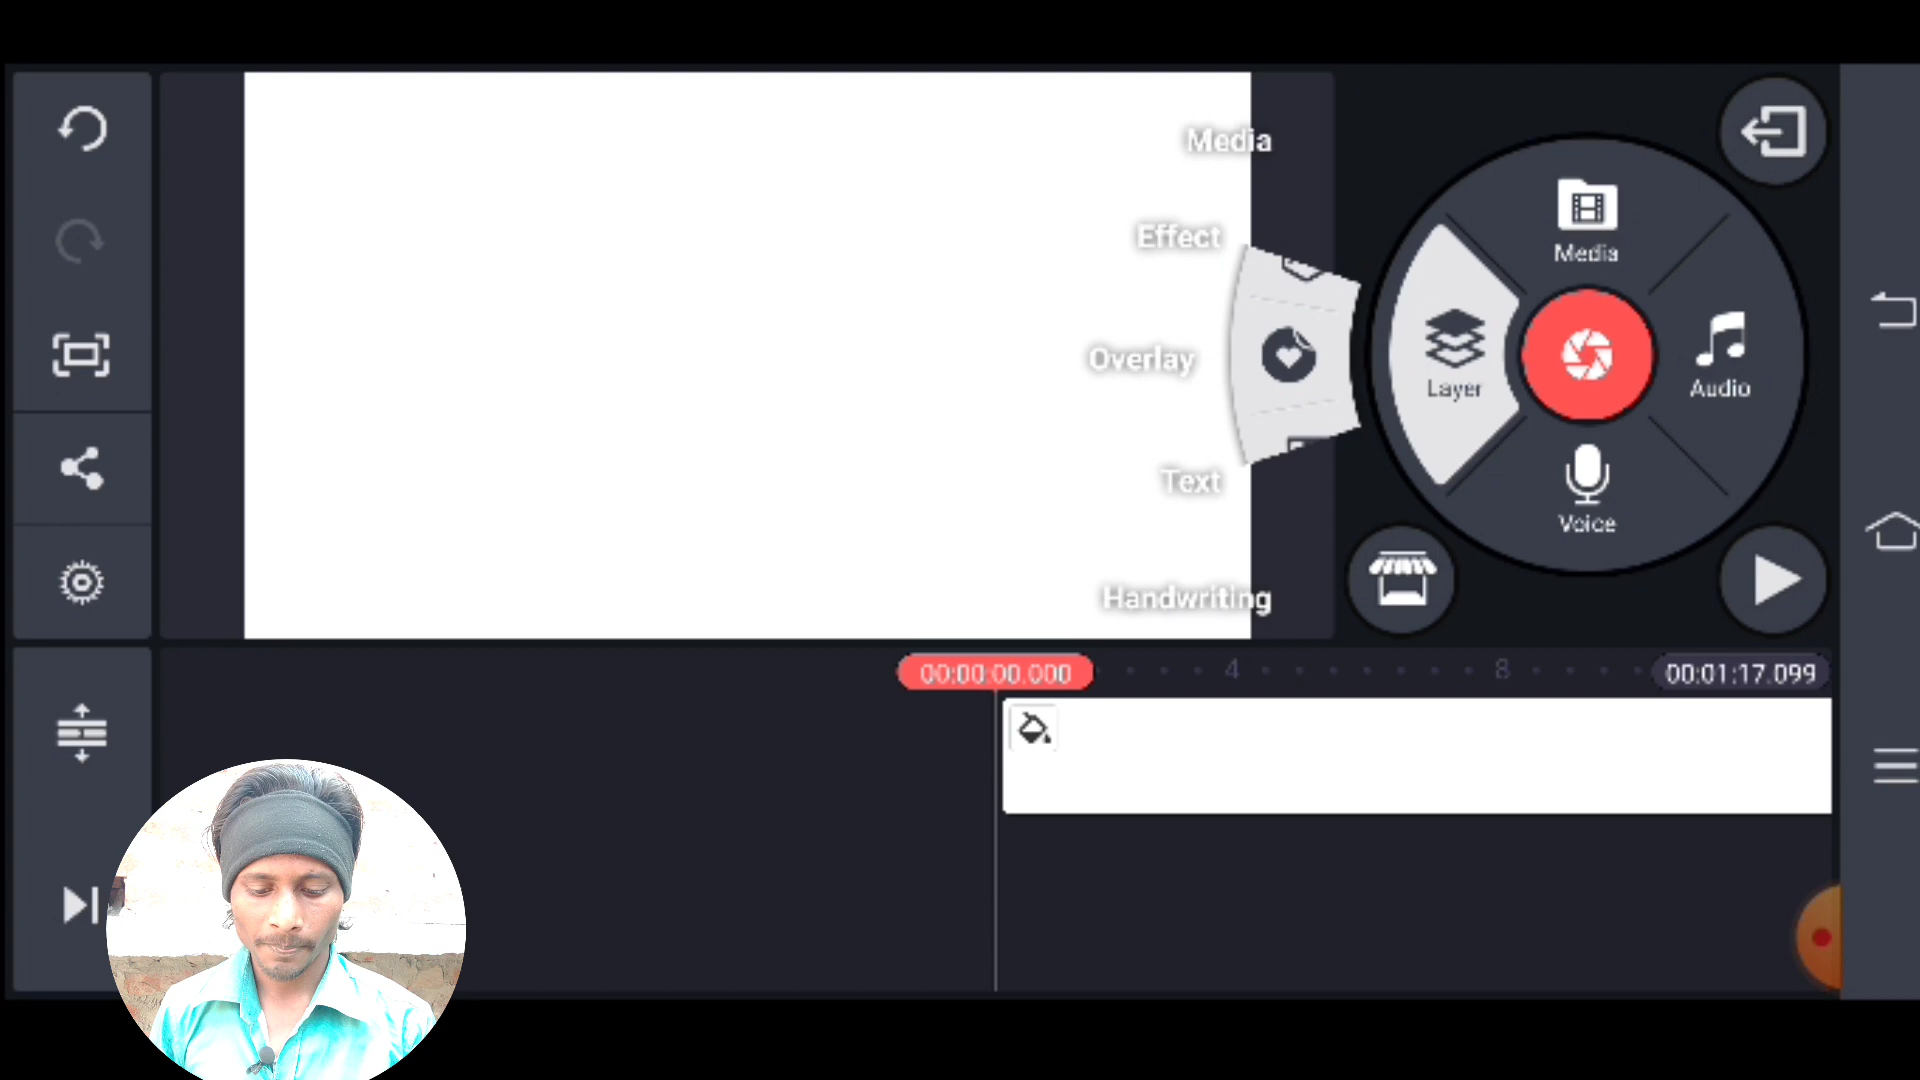 Media
Effect
Overlay
Text
Handwriting
Media
Layer
Audio
Voice
00:00:00.000
4
8
00:01:17.099